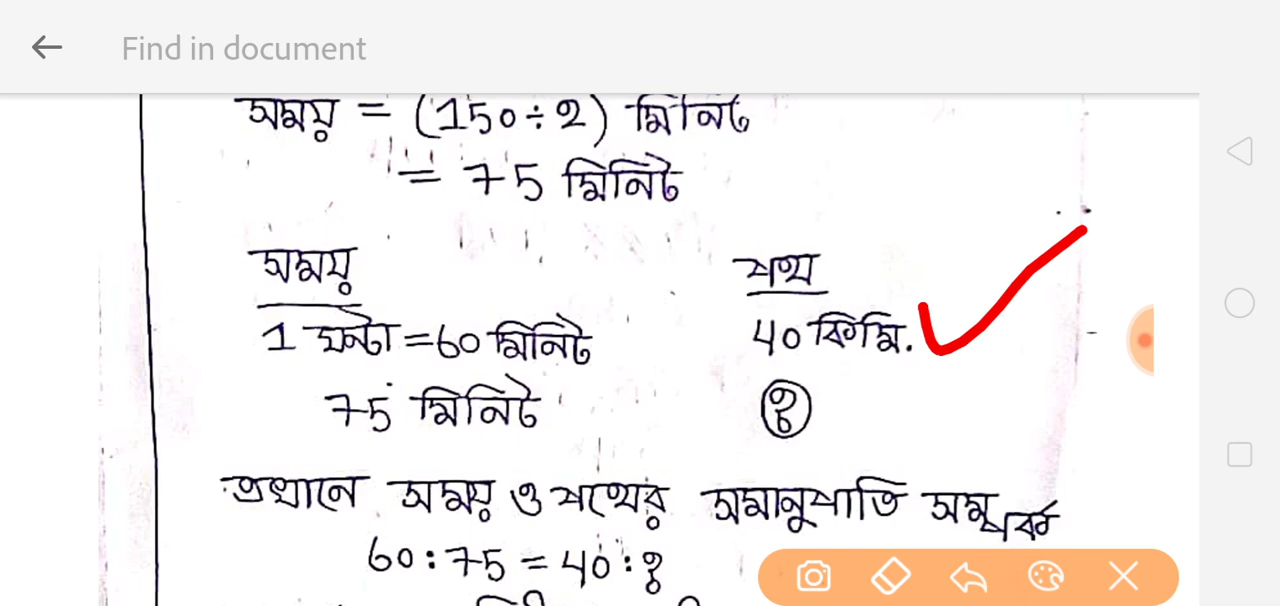 Find in document
সময় = (150÷2) মিনিট
= 75 মিনিট
সময় পথ
1 ঘন্টা =60 মিনিট 40 কিমি.
75 মিনিট ?
এখানে সময় ও পথের সমানুপাতি সম্পর্ক
60:75 = 40:?